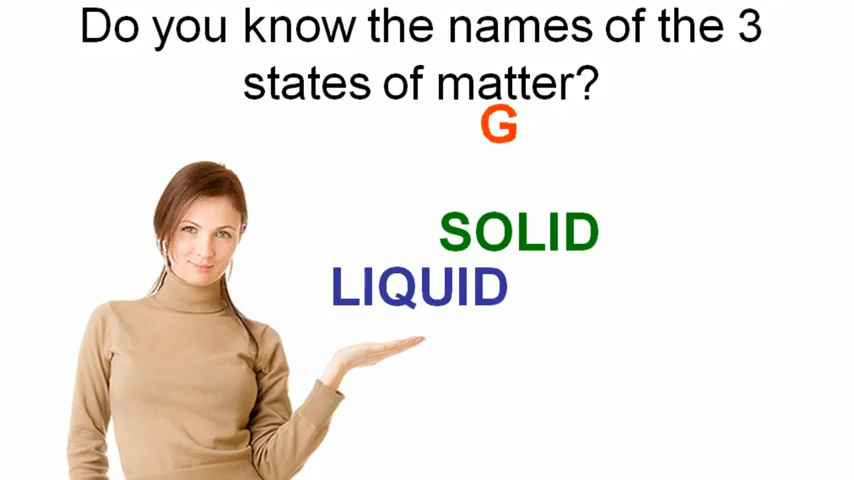 Do you know the names of the 3
states of matter?
G
SOLID
LIQUID